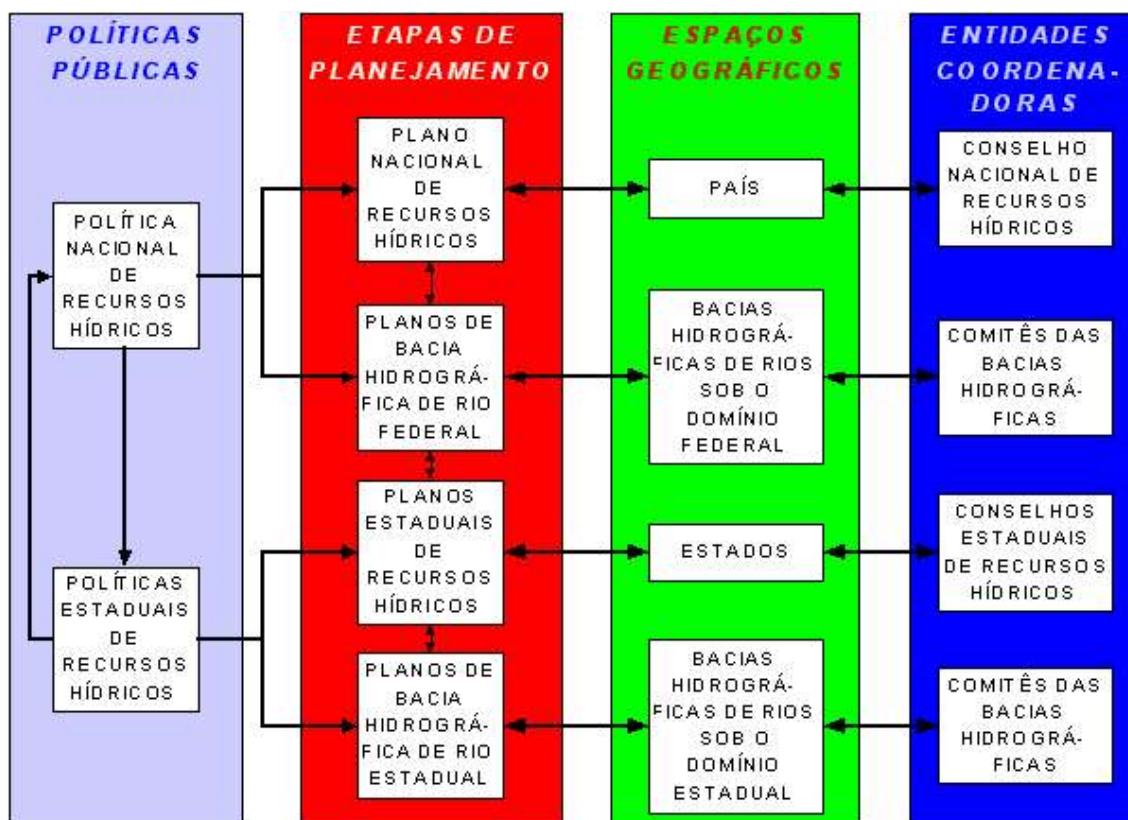 POLÍTICAS
PÚBLICAS
POLÍTICA
NACIONAL
DE
RECURSOS
HÍDRICOS
POLÍTICAS
ESTADUAIS
DE
RECURSOS
HÍDRICOS
ETAPAS DE
PLANEJAMENTO
PLANO
NACIONAL
DE
RECURSOS
HÍDRICOS
PLANOS DE
BACIA
HIDROGRÁ-
FICA DE RIO
FEDERAL
PLANOS
ESTADUAIS
DE
RECURSOS
HÍDRICOS
PLANOS DE
BACIA
HIDROGRÁ-
FICA DE RIO
ESTADUAL
ESPAÇOS
GEOGRÁFICOS
PAÍS
BACIAS
HIDROGRÁ-
FICAS DE RIOS
SOB O
DOMÍNIO
FEDERAL
ESTADOS
BACIAS
HIDROGRÁ-
FICAS DE RIOS
SOB O
DOMÍNIO
ESTADUAL
ENTIDADES
COORDENA-
DORAS
CONSELHO
NACIONAL DE
RECURSOS
HÍDRICOS
COMITÊS DAS
BACIAS
HIDROGRÁ-
FICAS
CONSELHOS
ESTADUAIS
DE RECURSOS
HÍDRICOS
COMITÊS DAS
BACIAS
HIDROGRÁ-
FICAS